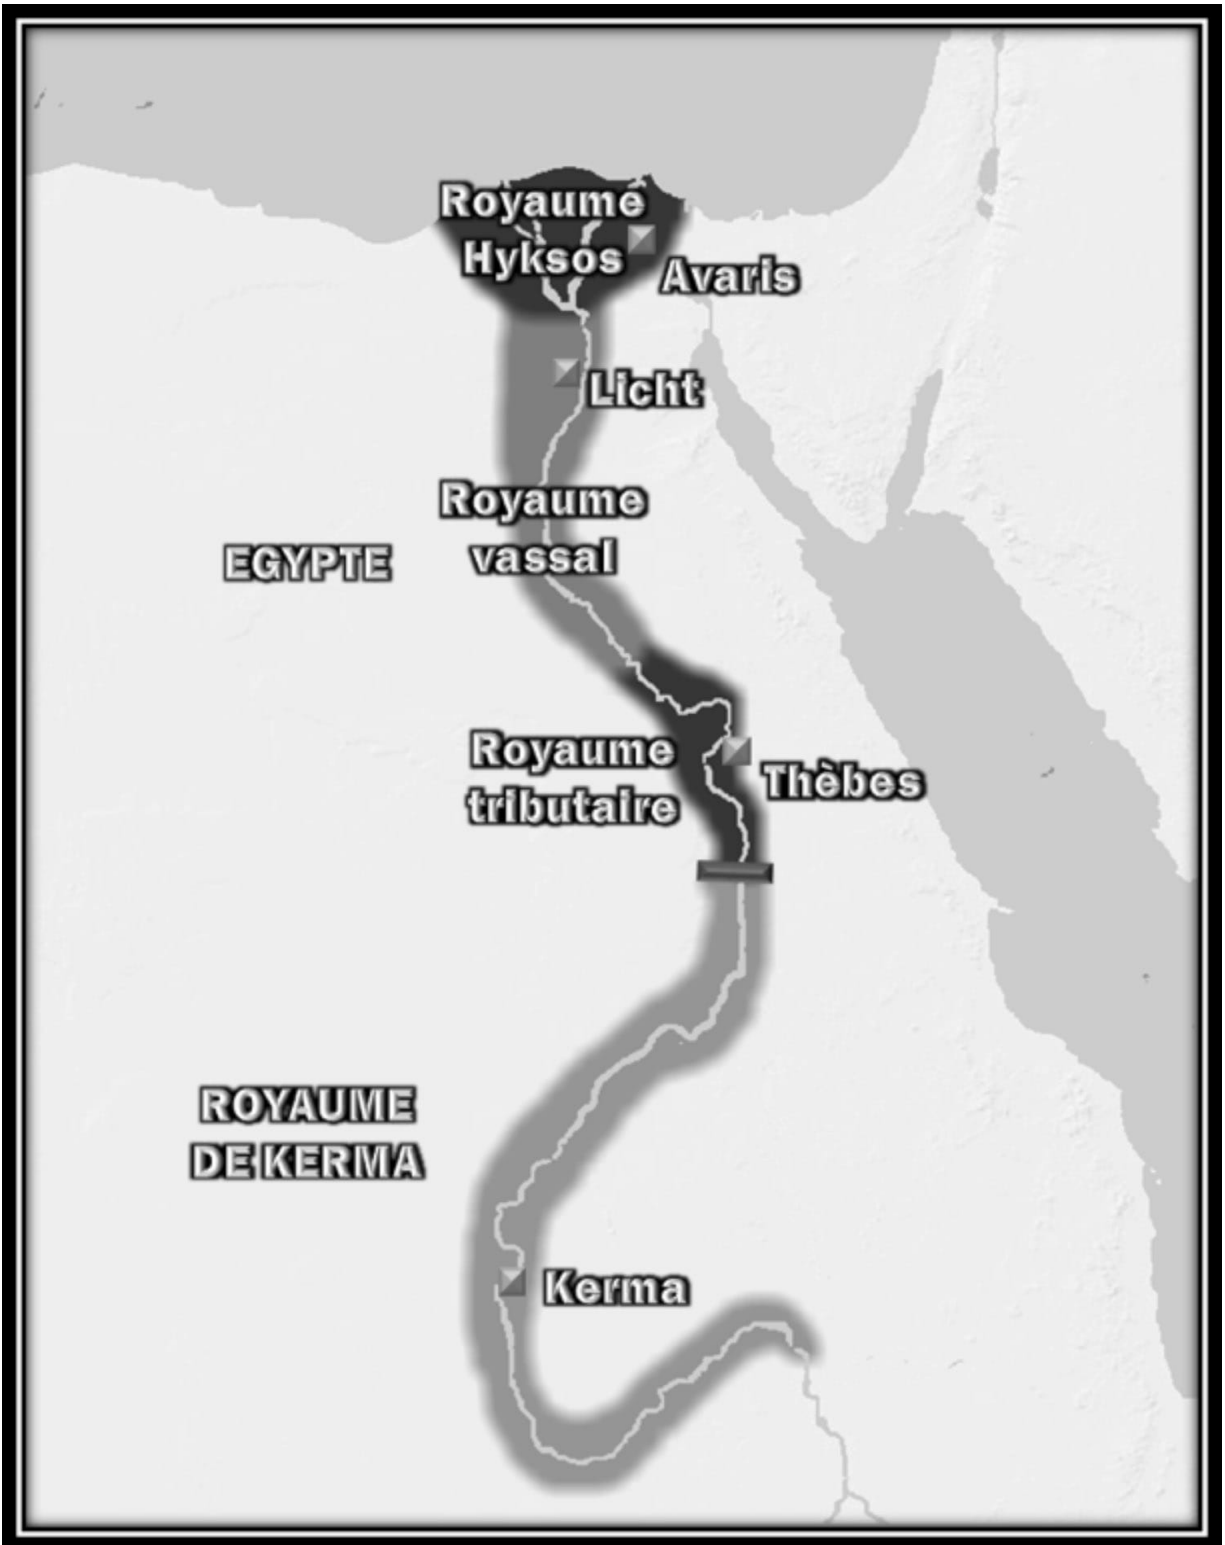 Royaume
Hyksos
Avaris
Licht
Royaume
vassal
EGYPTE
Royaume
tributaire
Thèbes
ROYAUME
DE KERMA
Kerma